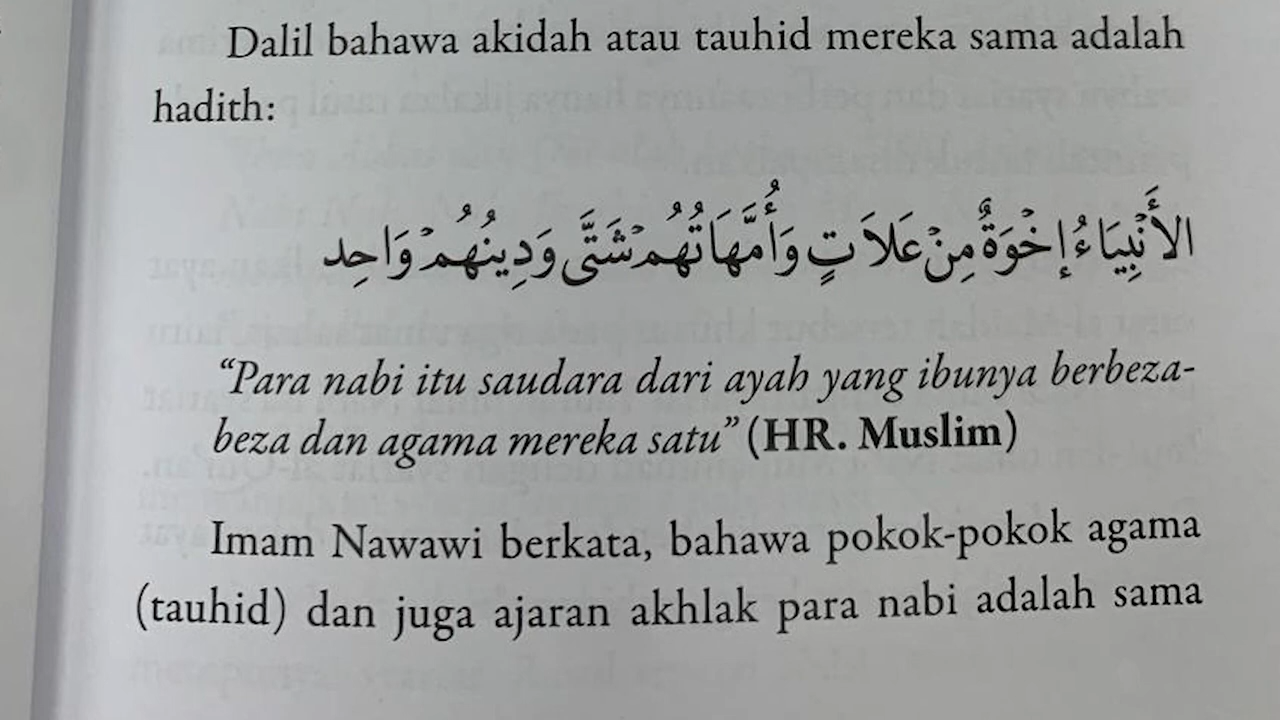 Dalil bahawa akidah atau tauhid mereka sama adalah
hadith:
الأَنْبِيَاءُ إِخْوَةٌ مِنْ عَلاَتٍ وَأُمَّهَاتُهُمْ شَتَّى وَدِينُهُمْ وَاحِد
“Para nabi itu saudara dari ayah yang ibunya berbeza-
beza dan agama mereka satu” (HR. Muslim)
Imam Nawawi berkata, bahawa pokok-pokok agama
(tauhid) dan juga ajaran akhlak para nabi adalah sama